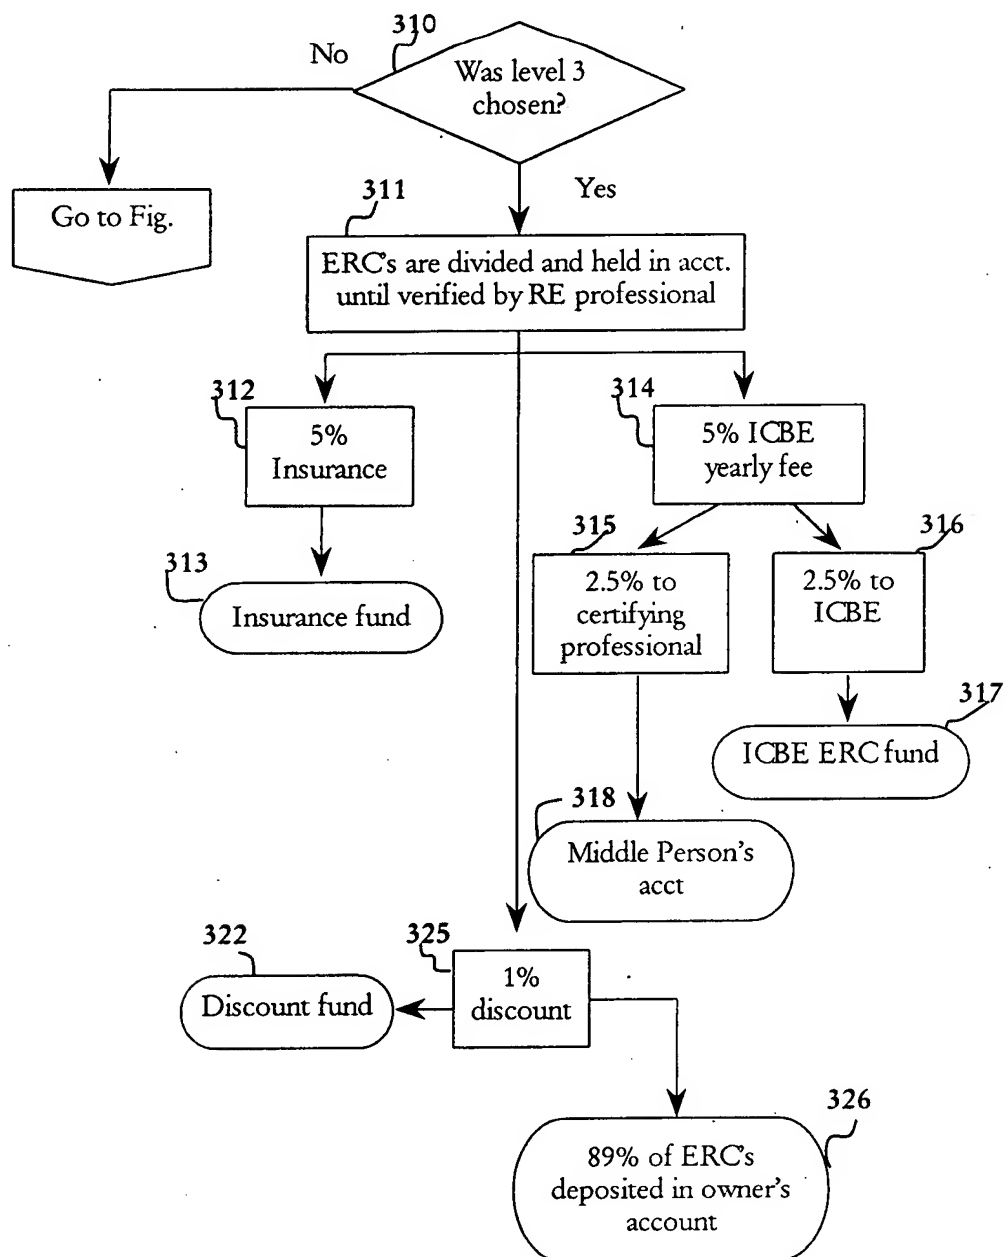 310
No
Was level 3
chosen?
Yes
Go to Fig.
311
ERC's are divided and held in acct.
until verified by RE professional
312
5%
Insurance
314
5% ICBE
yearly fee
313
Insurance fund
315
2.5% to
certifying
professional
316
2.5% to
ICBE
317
ICBE ERC fund
318
Middle Person's
acct
322
Discount fund
325
1%
discount
326
89% of ERC's
deposited in owner's
account